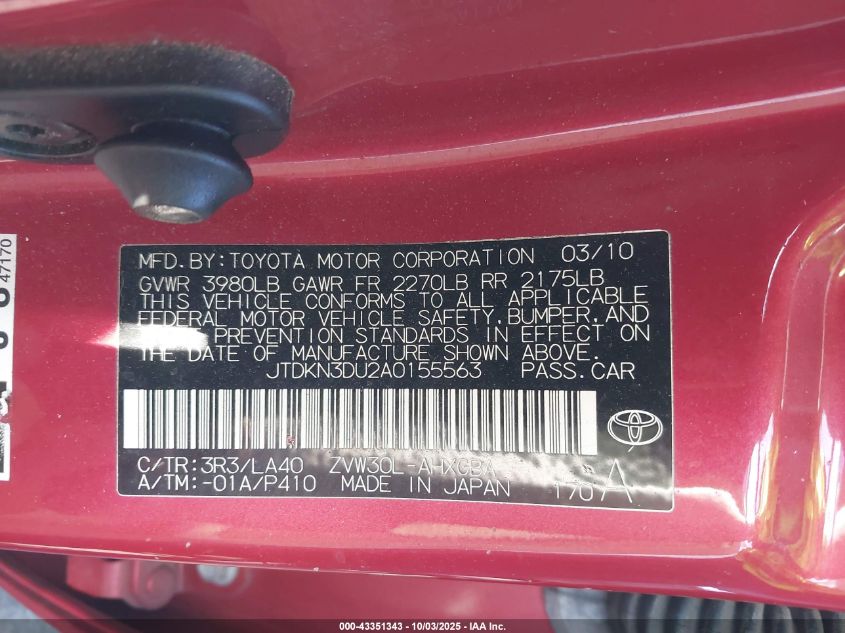 MFD. BY: TOYOTA MOTOR CORPORATION 03/10
GVWR 3980LB GAWR FR 2270LB RR 2175LB
THIS VEHICLE CONFORMS TO ALL APPLICABLE
FEDERAL MOTOR VEHICLE SAFETY, BUMPER, AND
PREVENTION STANDARDS IN EFFECT ON
THE DATE OF MANUFACTURE SHOWN ABOVE.
JTDKN3DU2A0155563 PASS. CAR
C/TR: 3R3/LA40 ZVW30L-AHXGBA
A/TM: -01A/P410 MADE IN JAPAN 170 A
47170
000-43351343 - 10/03/2025 - IAA Inc.